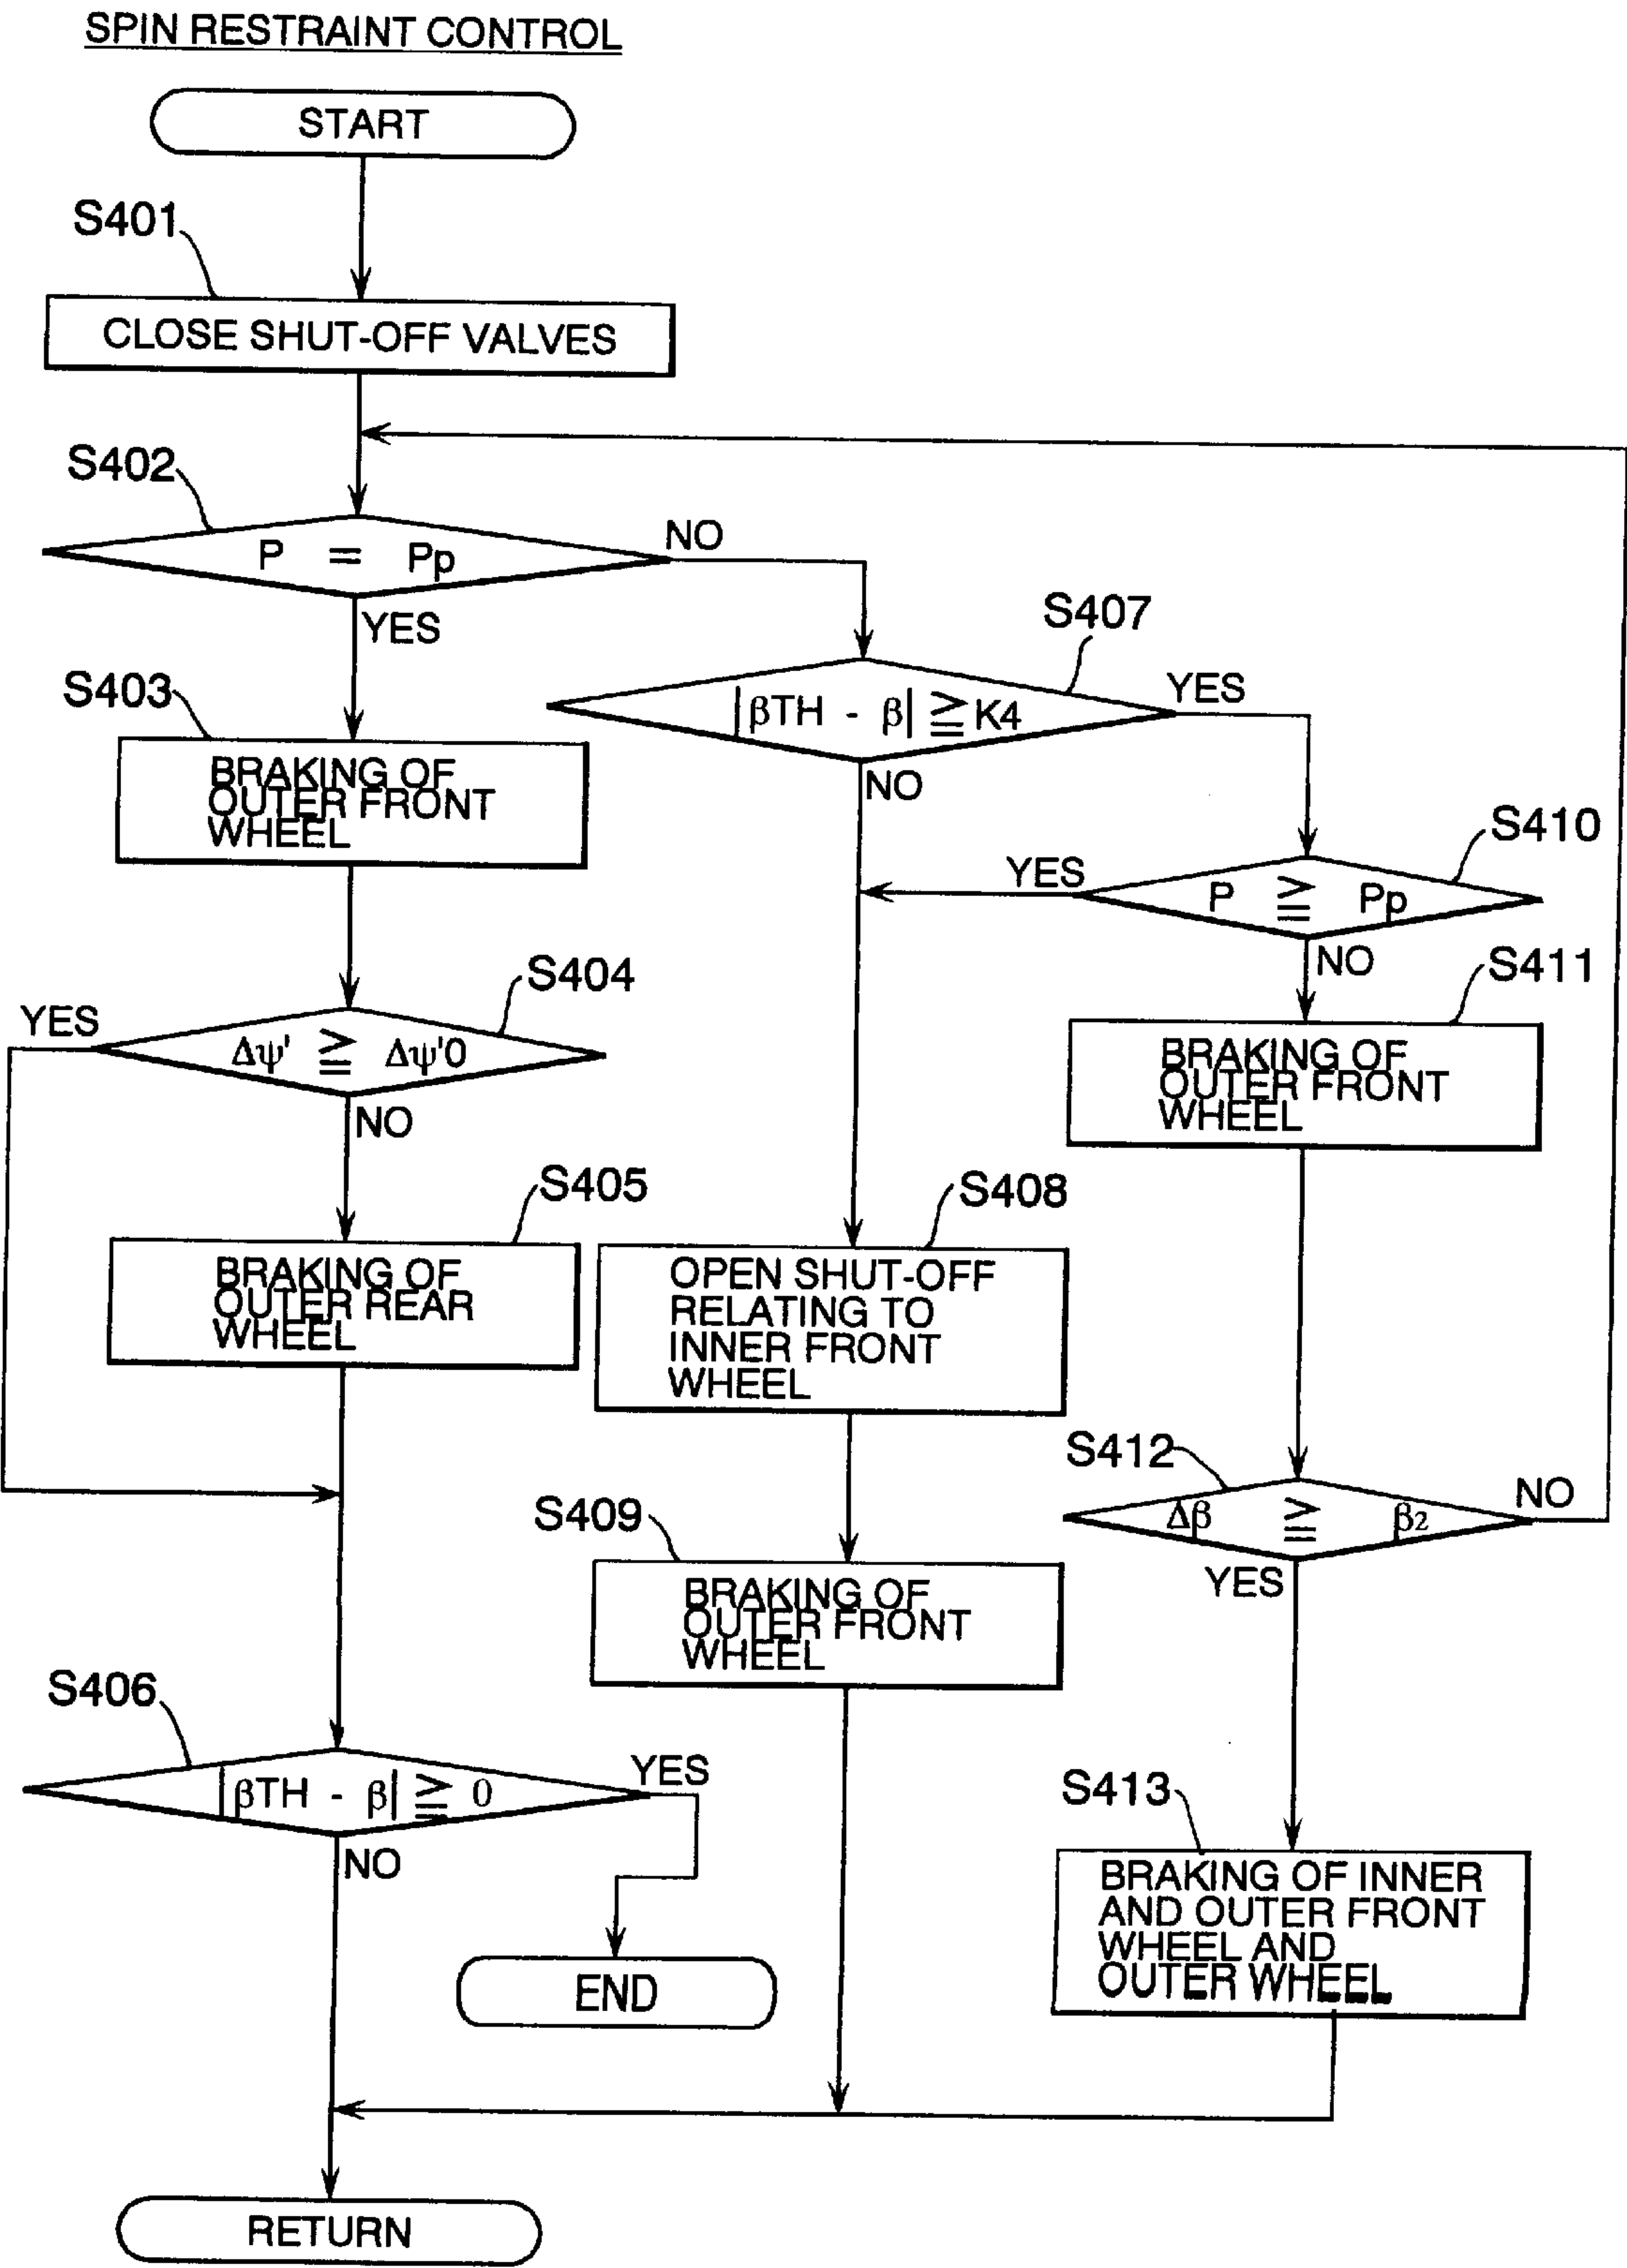 SPIN RESTRAINT CONTROL
START
S401
CLOSE SHUT-OFF VALVES
S402
P = Pp
NO
YES
S403
BRAKING OF
OUTER FRONT
WHEEL
S404
YES
Δψ' ≧ Δψ'0
NO
S405
BRAKING OF
OUTER REAR
WHEEL
S406
|βTH - β| ≧ 0
YES
NO
END
S407
|βTH - β| ≧ K4
YES
NO
S408
OPEN SHUT-OFF
RELATING TO
INNER FRONT
WHEEL
S409
BRAKING OF
OUTER FRONT
WHEEL
S410
YES
P ≧ Pp
NO
S411
BRAKING OF
OUTER FRONT
WHEEL
S412
Δβ ≧ β2
NO
YES
S413
BRAKING OF INNER
AND OUTER FRONT
WHEEL AND
OUTER WHEEL
RETURN